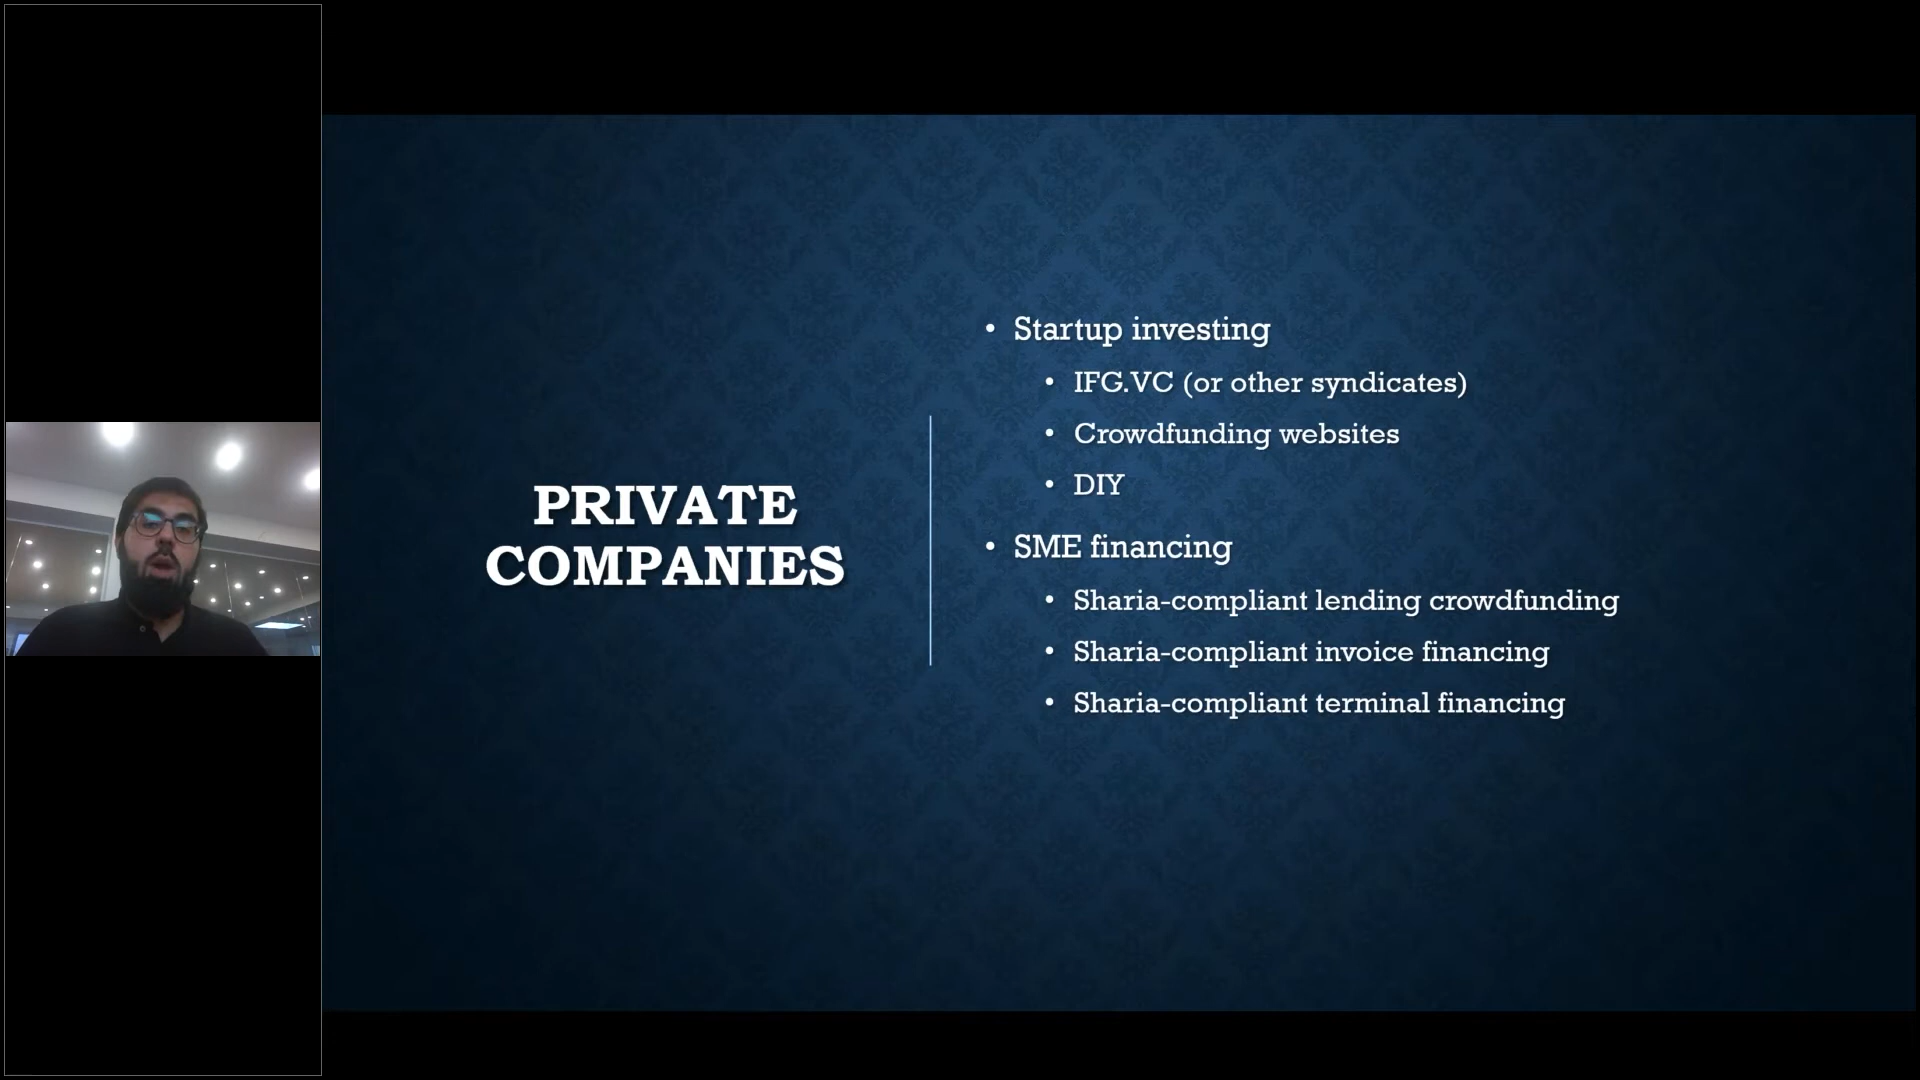 PRIVATE
COMPANIES
• Startup investing
• IFG.VC (or other syndicates)
• Crowdfunding websites
• DIY
• SME financing
• Sharia-compliant lending crowdfunding
• Sharia-compliant invoice financing
• Sharia-compliant terminal financing